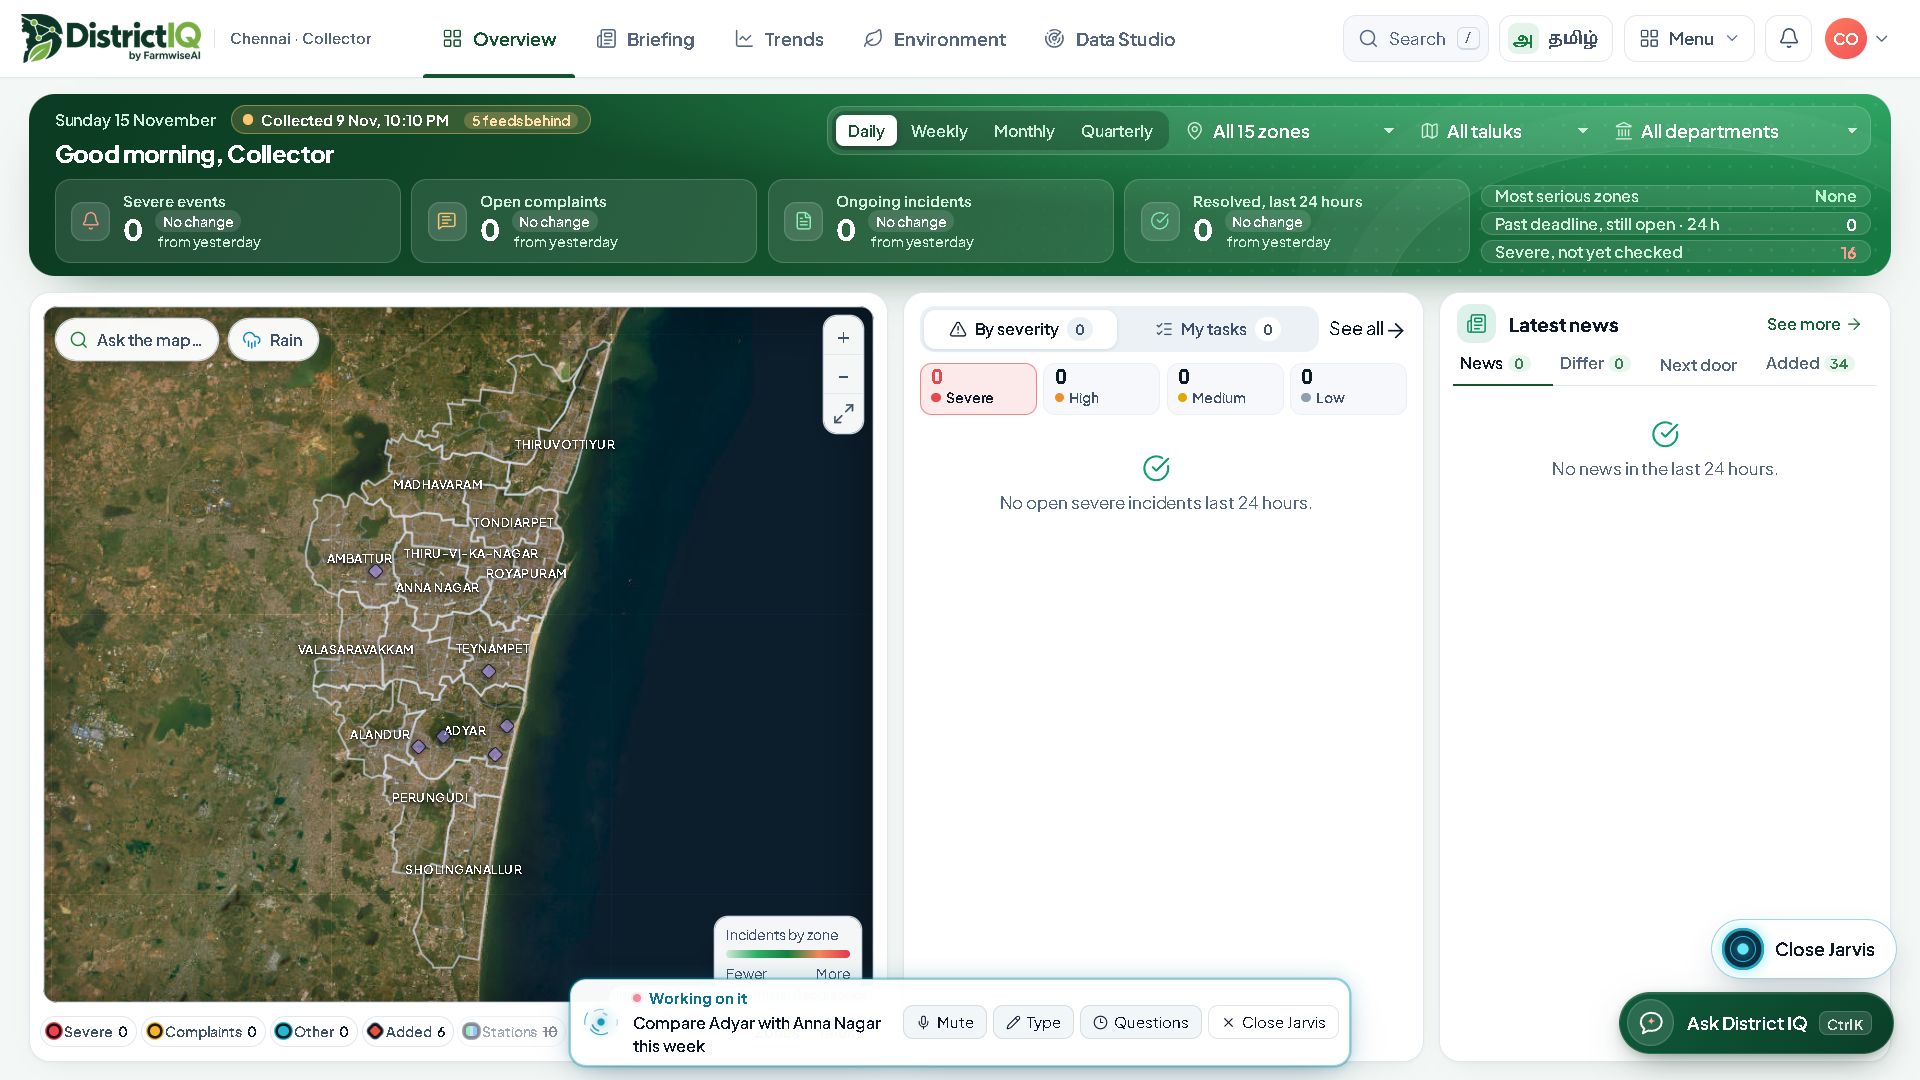 DistrictIQ
by FarmwiseAI
Chennai · Collector
Overview
Briefing
Trends
Environment
Data Studio
Search /
அ தமிழ்
Menu
CO
Sunday 15 November
Collected 9 Nov, 10:10 PM 5 feeds behind
Good morning, Collector
Daily Weekly Monthly Quarterly
All 15 zones
All taluks
All departments
Severe events
0 No change
from yesterday
Open complaints
0 No change
from yesterday
Ongoing incidents
0 No change
from yesterday
Resolved, last 24 hours
0 No change
from yesterday
Most serious zones None
Past deadline, still open · 24 h 0
Severe, not yet checked 16
Ask the map...
Rain
+
−
THIRUVOTTIYUR
MADHAVARAM
TONDIARPET
AMBATTUR
THIRU-VI-KA-NAGAR
ROYAPURAM
ANNA NAGAR
VALASARAVAKKAM
TEYNAMPET
ALANDUR
ADYAR
PERUNGUDI
SHOLINGANALLUR
Incidents by zone
Fewer More
Severe 0
Complaints 0
Other 0
Added 6
Stations 10
By severity 0
My tasks 0
See all
0
Severe
0
High
0
Medium
0
Low
No open severe incidents last 24 hours.
Latest news
See more
News 0
Differ 0
Next door
Added 34
No news in the last 24 hours.
Working on it
Compare Adyar with Anna Nagar
this week
Mute
Type
Questions
Close Jarvis
Close Jarvis
Ask District IQ Ctrl K